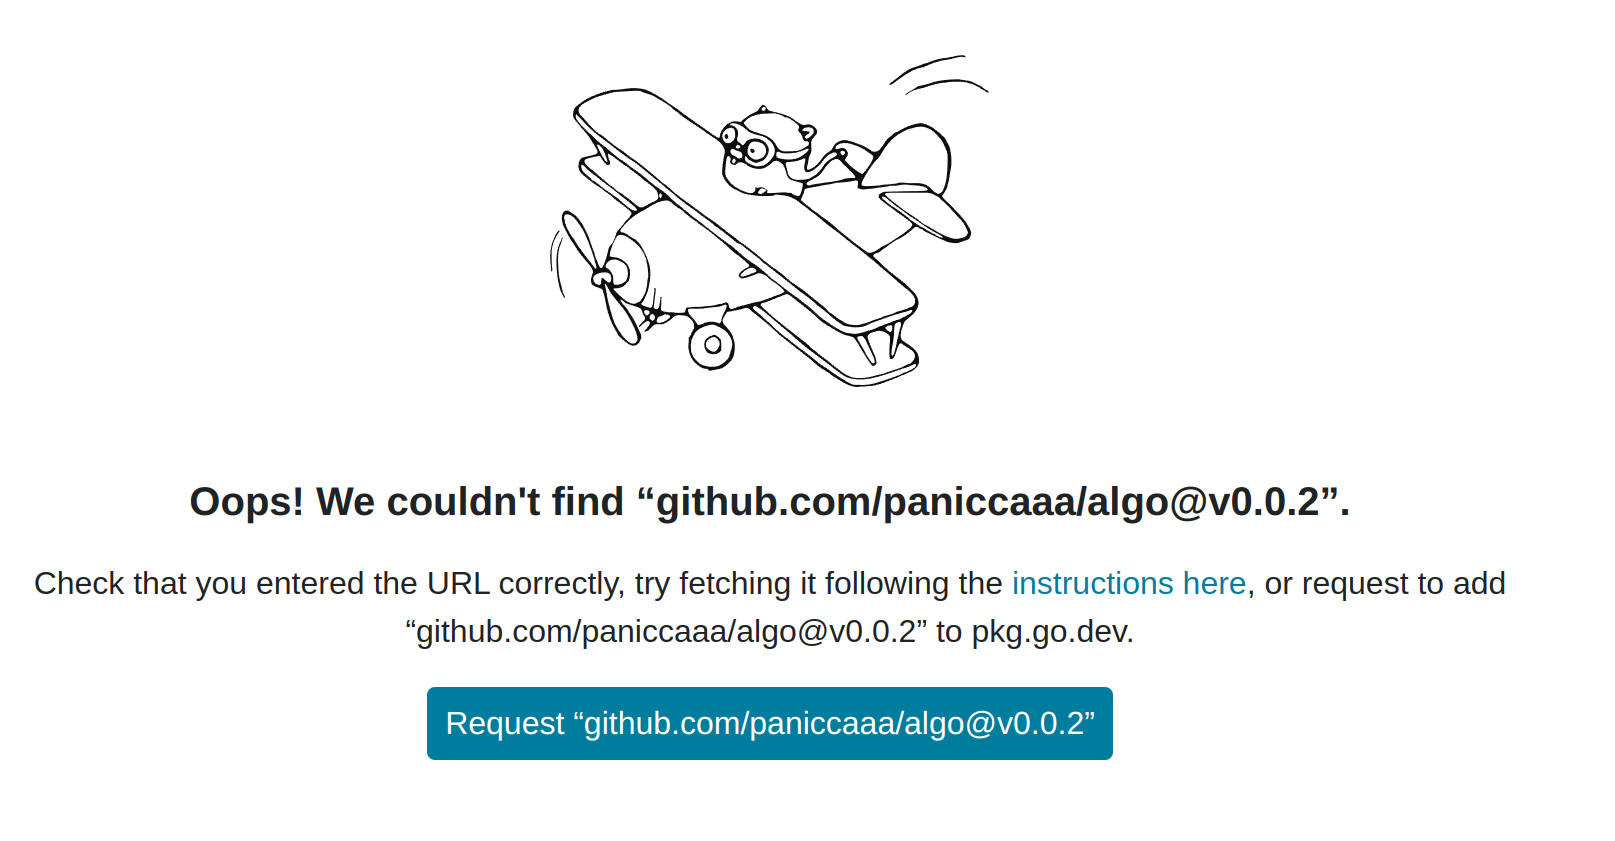 Oops! We couldn't find “github.com/paniccaaa/algo@v0.0.2”.
Check that you entered the URL correctly, try fetching it following the instructions here, or request to add
“github.com/paniccaaa/algo@v0.0.2” to pkg.go.dev.
Request “github.com/paniccaaa/algo@v0.0.2”